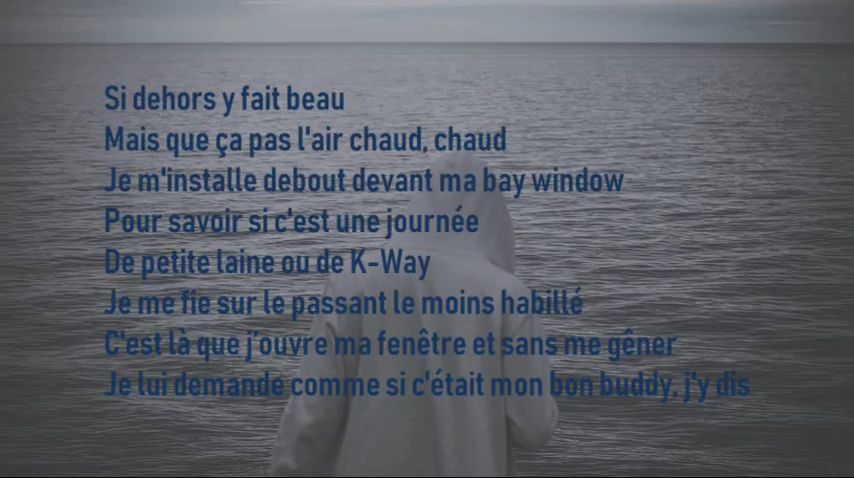 Si dehors y fait beau
Mais que ça pas l'air chaud, chaud
Je m'installe debout devant ma bay window
Pour savoir si c'est une journée
De petite laine ou de K-Way
Je me fie sur le passant le moins habillé
C'est là que j'ouvre ma fenêtre et sans me gêner
Je lui demande comme si c'était mon bon buddy, j'y dis